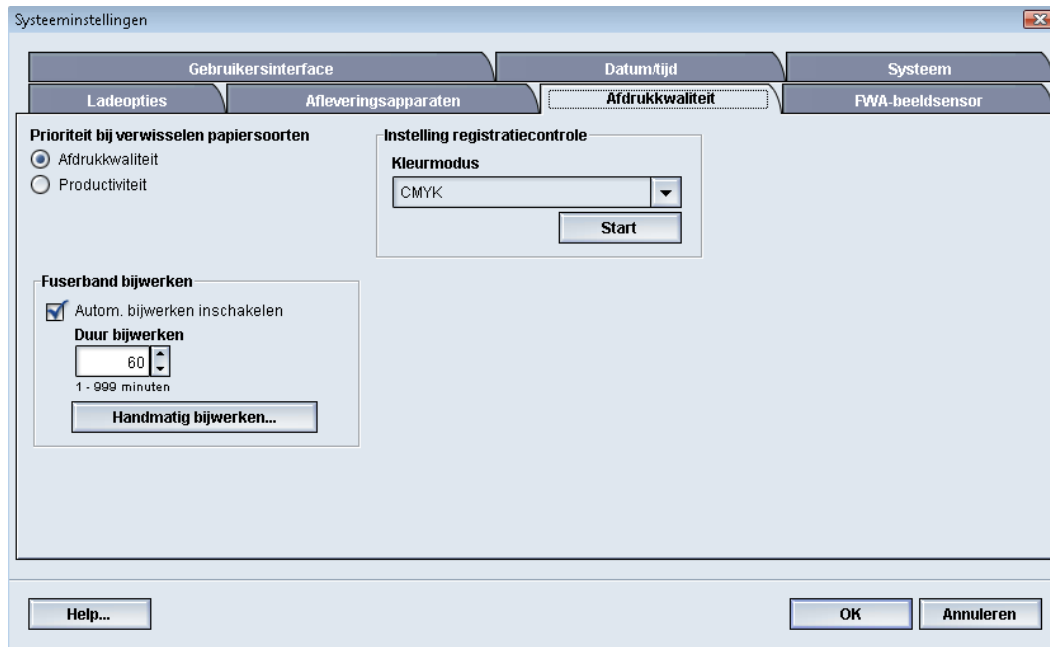 Systeeminstellingen
Gebruikersinterface
Datum/tijd
Systeem
Ladeopties
Afleveringsapparaten
Afdrukkwaliteit
FWA-beeldsensor
Prioriteit bij verwisselen papiersoorten
Afdrukkwaliteit
Productiviteit
Instelling registratiecontrole
Kleurmodus
CMYK
Start
Fuserband bijwerken
Autom. bijwerken inschakelen
Duur bijwerken
60
1 - 999 minuten
Handmatig bijwerken...
Help...
OK
Annuleren